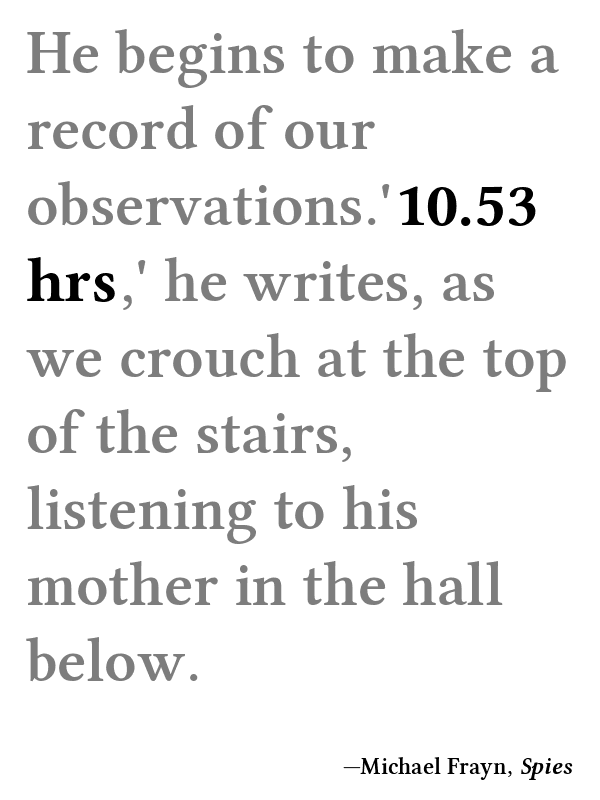 He begins to make a
record of our
observations.'10.53
hrs,' he writes, as
we crouch at the top
of the stairs,
listening to his
mother in the hall
below.
—Michael Frayn, Spies